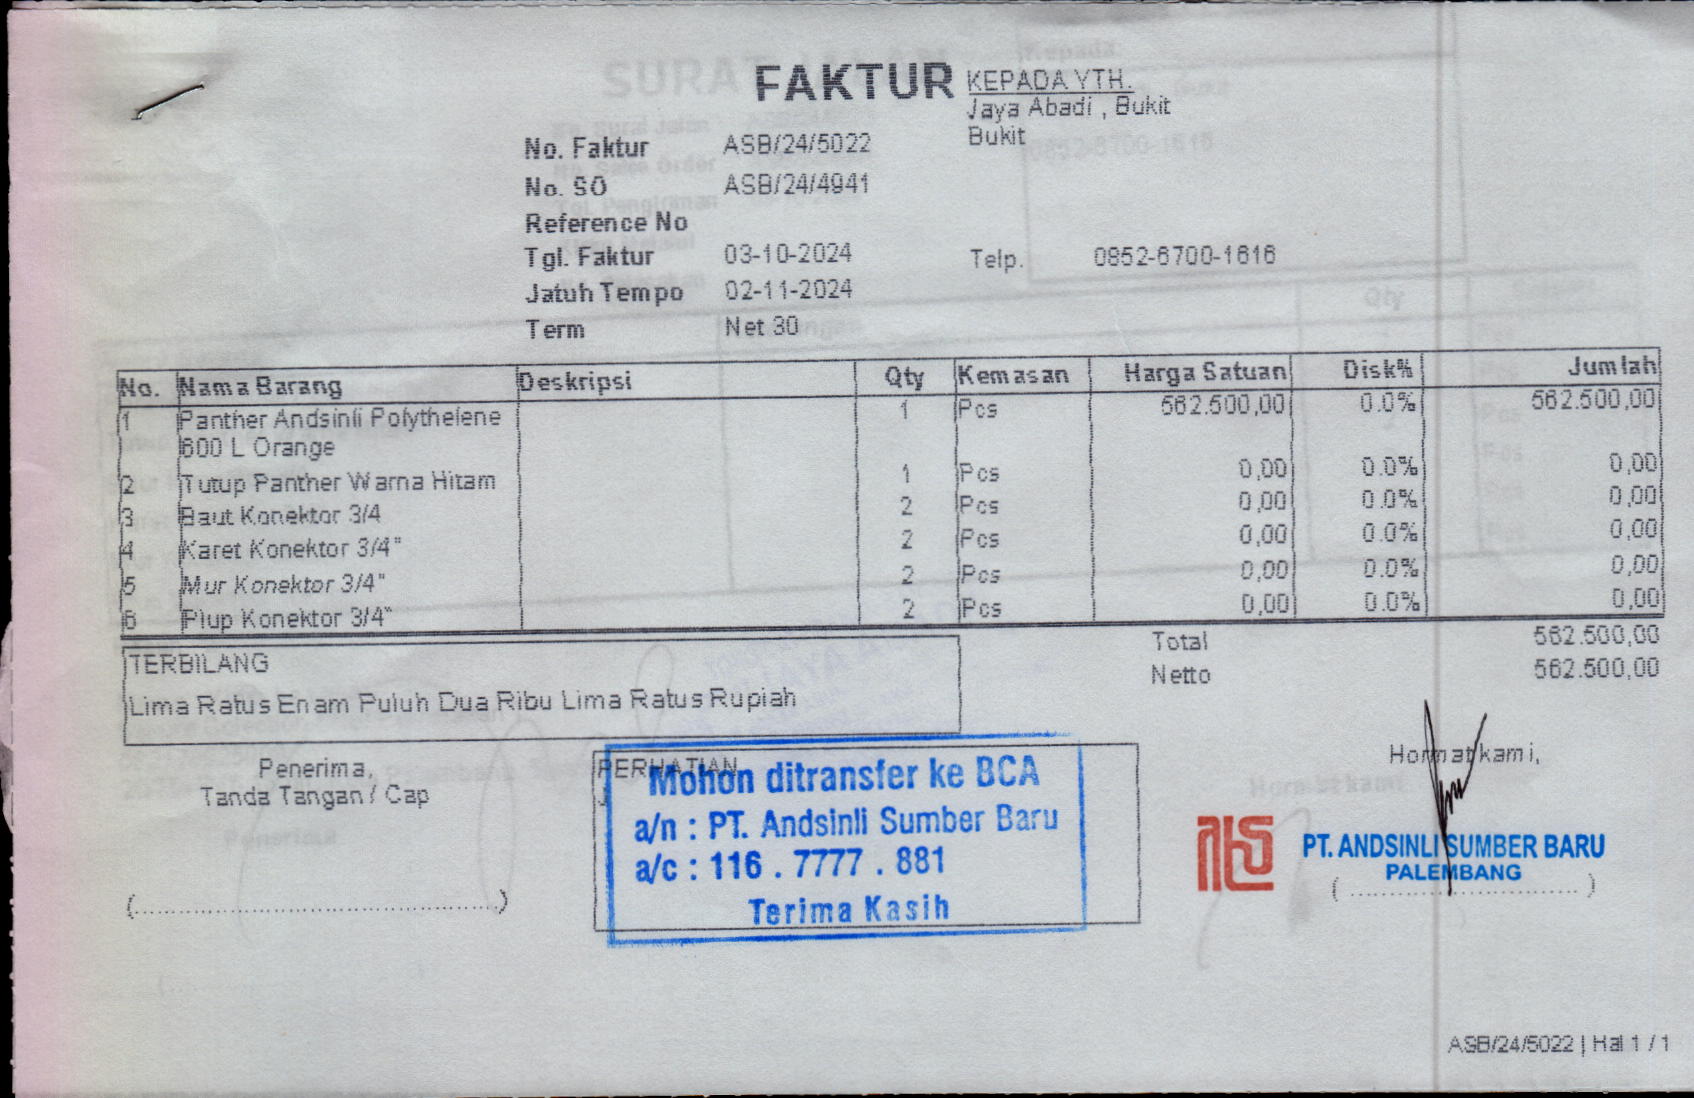 FAKTUR
KEPADA YTH.
Jaya Abadi , Bukit
Bukit
No. Faktur ASB/24/5022
No. SO ASB/24/4941
Reference No
Tgl. Faktur 03-10-2024
Telp. 0852-6700-1616
Jatuh Tempo 02-11-2024
Term Net 30
No. Nama Barang Deskripsi Qty Kemasan Harga Satuan Disk% Jumlah
1 Panther Andsinli Polythelene 1 Pcs 562.500,00 0.0% 562.500,00
600 L Orange
2 Tutup Panther Warna Hitam 1 Pcs 0,00 0.0% 0,00
3 Baut Konektor 3/4 2 Pcs 0,00 0.0% 0,00
4 Karet Konektor 3/4" 2 Pcs 0,00 0.0% 0,00
5 Mur Konektor 3/4" 2 Pcs 0,00 0.0% 0,00
6 Plup Konektor 3/4" 2 Pcs 0,00 0.0% 0,00
Total 562.500,00
Netto 562.500,00
TERBILANG
Lima Ratus Enam Puluh Dua Ribu Lima Ratus Rupiah
Penerima,
Tanda Tangan / Cap
(..........................................)
PERHATIAN
Mohon ditransfer ke BCA
a/n : PT. Andsinli Sumber Baru
a/c : 116 . 7777 . 881
Terima Kasih
Hormat kami,
PT. ANDSINLI SUMBER BARU
PALEMBANG
(..............................)
ASB/24/5022 | Hal 1 / 1